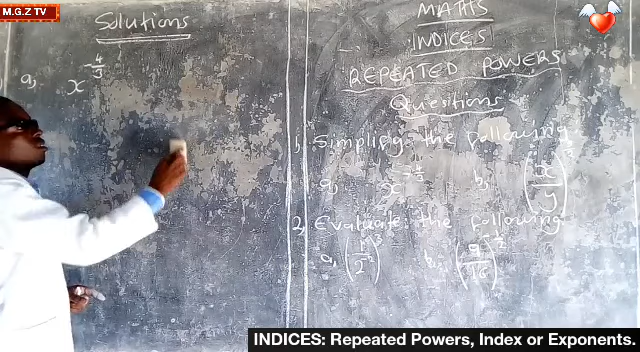 M.G.Z TV
Solutions
a,
MATHS
INDICES
REPEATED POWERS
Questions
1, Simplify the following
a, b, (x/y)
2, Evaluate the following
a, b,
INDICES: Repeated Powers, Index or Exponents.